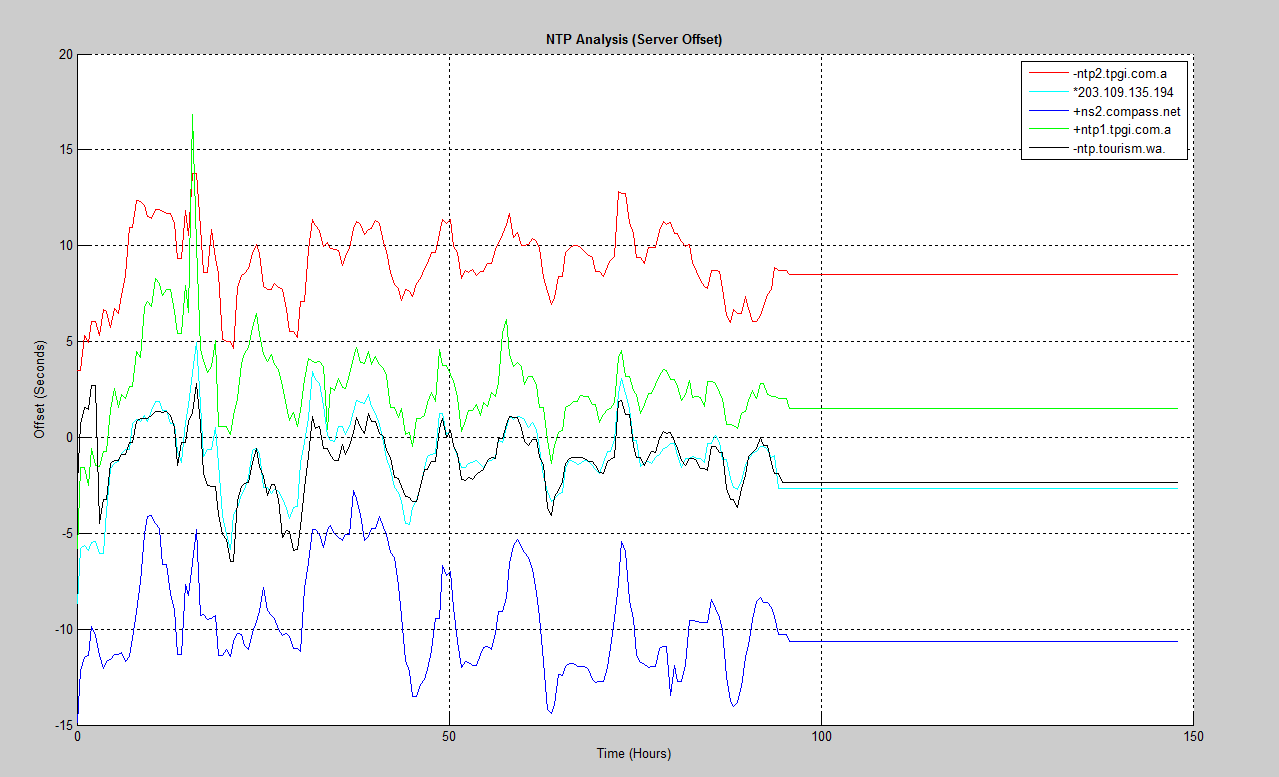 NTP Analysis (Server Offset)
20
-ntp2.tpgi.com.a
*203.109.135.194
+ns2.compass.net
+ntp1.tpgi.com.a
-ntp.tourism.wa.
15
10
5
Offset (Seconds)
0
-5
-10
-15
0
50
100
150
Time (Hours)